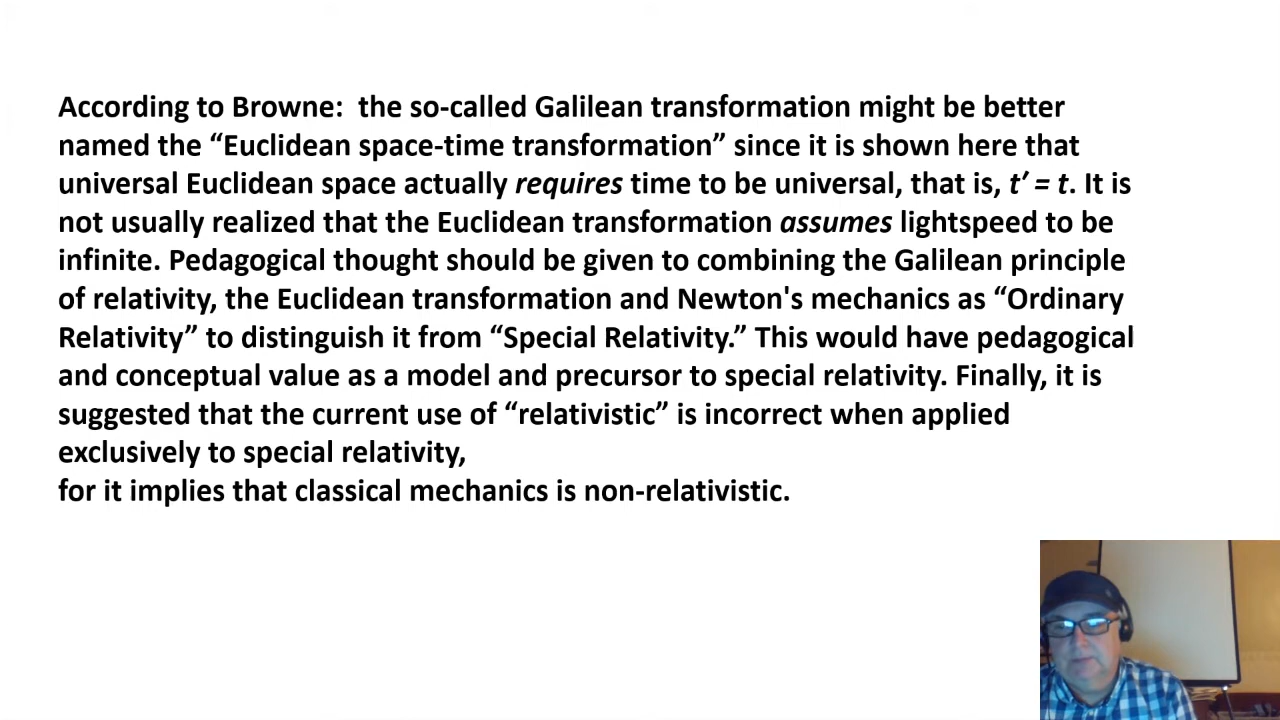 According to Browne:  the so-called Galilean transformation might be better
named the “Euclidean space-time transformation” since it is shown here that
universal Euclidean space actually requires time to be universal, that is, t′ = t. It is
not usually realized that the Euclidean transformation assumes lightspeed to be
infinite. Pedagogical thought should be given to combining the Galilean principle
of relativity, the Euclidean transformation and Newton's mechanics as “Ordinary
Relativity” to distinguish it from “Special Relativity.” This would have pedagogical
and conceptual value as a model and precursor to special relativity. Finally, it is
suggested that the current use of “relativistic” is incorrect when applied
exclusively to special relativity,
for it implies that classical mechanics is non-relativistic.